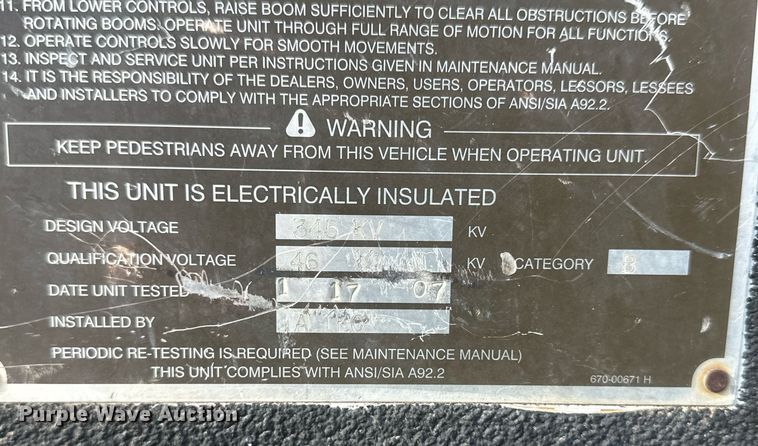 11. FROM LOWER CONTROLS, RAISE BOOM SUFFICIENTLY TO CLEAR ALL OBSTRUCTIONS BEFORE
ROTATING BOOMS. OPERATE UNIT THROUGH FULL RANGE OF MOTION FOR ALL FUNCTIONS.
12. OPERATE CONTROLS SLOWLY FOR SMOOTH MOVEMENTS.
13. INSPECT AND SERVICE UNIT PER INSTRUCTIONS GIVEN IN MAINTENANCE MANUAL.
14. IT IS THE RESPONSIBILITY OF THE DEALERS, OWNERS, USERS, OPERATORS, LESSORS, LESSEES
AND INSTALLERS TO COMPLY WITH THE APPROPRIATE SECTIONS OF ANSI/SIA A92.2.
WARNING
KEEP PEDESTRIANS AWAY FROM THIS VEHICLE WHEN OPERATING UNIT.
THIS UNIT IS ELECTRICALLY INSULATED
DESIGN VOLTAGE 345 KV KV
QUALIFICATION VOLTAGE 46 KV CATEGORY B
DATE UNIT TESTED 1 17 07
INSTALLED BY
PERIODIC RE-TESTING IS REQUIRED (SEE MAINTENANCE MANUAL)
THIS UNIT COMPLIES WITH ANSI/SIA A92.2
670-00671 H
Purple Wave Auction